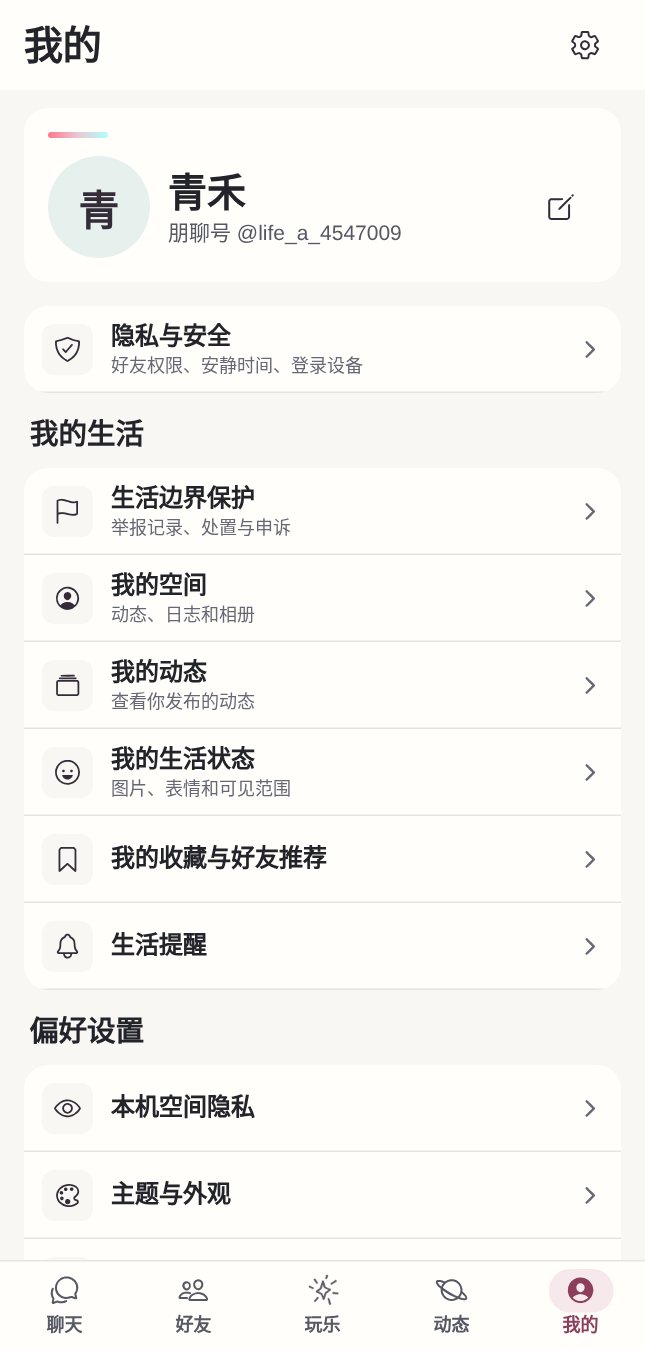 我的
青
青禾
朋聊号 @life_a_4547009
隐私与安全
好友权限、安静时间、登录设备
我的生活
生活边界保护
举报记录、处置与申诉
我的空间
动态、日志和相册
我的动态
查看你发布的动态
我的生活状态
图片、表情和可见范围
我的收藏与好友推荐
生活提醒
偏好设置
本机空间隐私
主题与外观
聊天
好友
玩乐
动态
我的